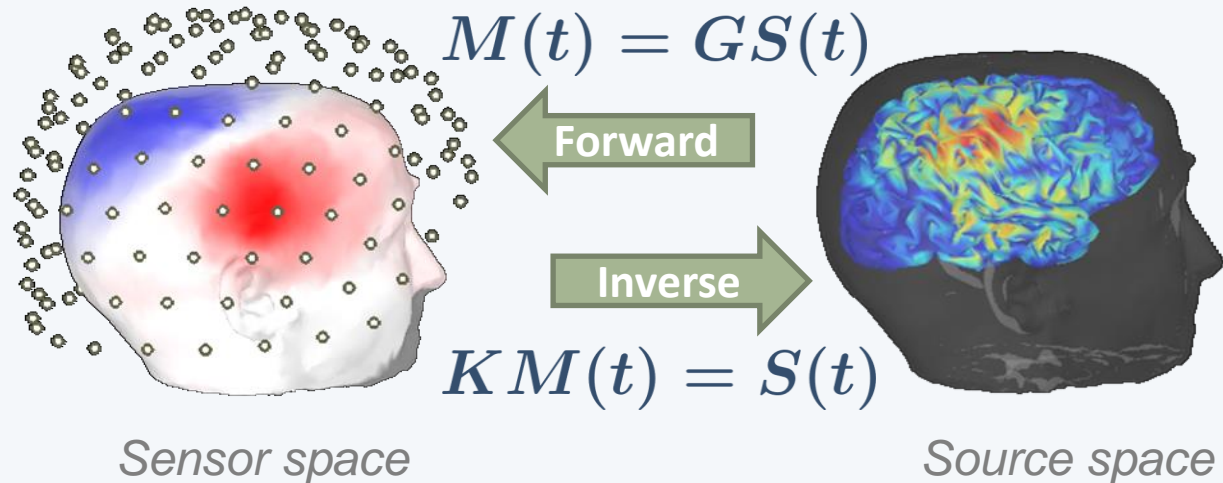 M(t) = GS(t)
Forward
Inverse
KM(t) = S(t)
Sensor space
Source space